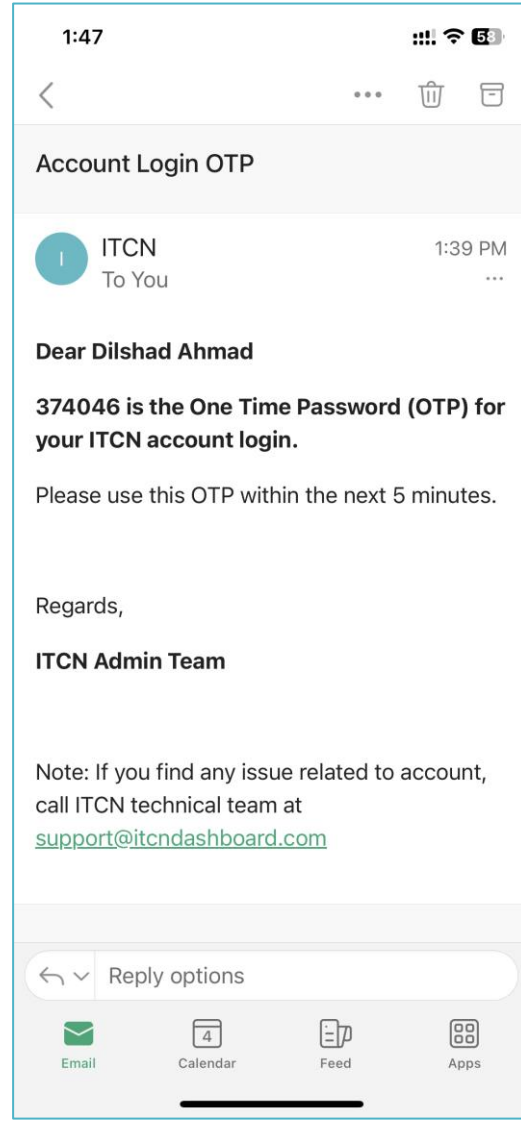 1:47
58
Account Login OTP
I
ITCN
1:39 PM
To You
Dear Dilshad Ahmad
374046 is the One Time Password (OTP) for
your ITCN account login.
Please use this OTP within the next 5 minutes.
Regards,
ITCN Admin Team
Note: If you find any issue related to account,
call ITCN technical team at
support@itcndashboard.com
Reply options
4
Email Calendar Feed Apps